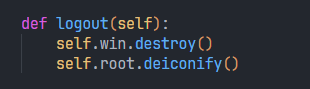 def logout(self):
    self.win.destroy()
    self.root.deiconify()